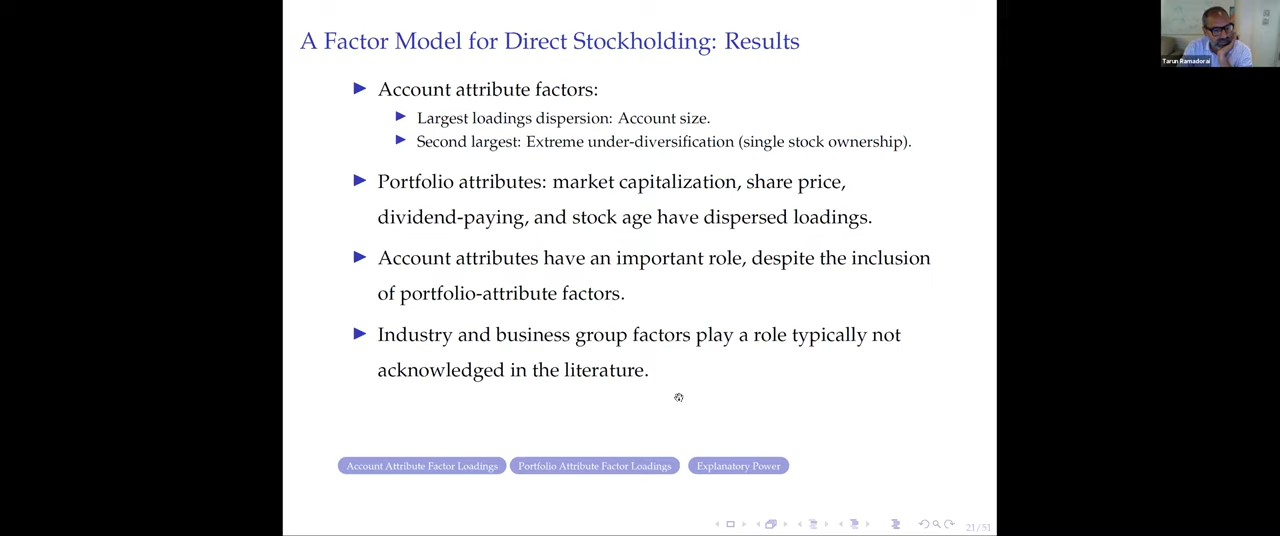 A Factor Model for Direct Stockholding: Results
Tarun Ramadorai
Account attribute factors:
Largest loadings dispersion: Account size.
Second largest: Extreme under-diversification (single stock ownership).
Portfolio attributes: market capitalization, share price,
dividend-paying, and stock age have dispersed loadings.
Account attributes have an important role, despite the inclusion
of portfolio-attribute factors.
Industry and business group factors play a role typically not
acknowledged in the literature.
Account Attribute Factor Loadings Portfolio Attribute Factor Loadings Explanatory Power
21/51